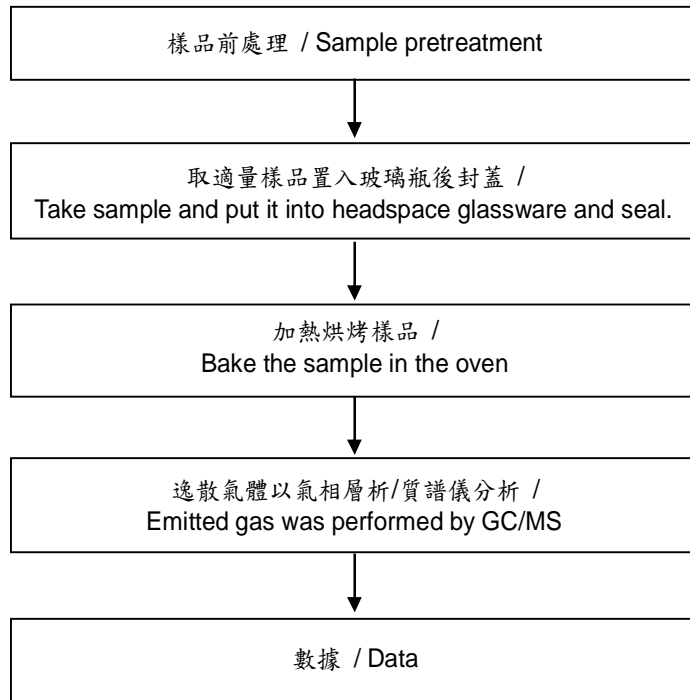 樣品前處理 / Sample pretreatment
取適量樣品置入玻璃瓶後封蓋 /
Take sample and put it into headspace glassware and seal.
加熱烘烤樣品 /
Bake the sample in the oven
逸散氣體以氣相層析/質譜儀分析 /
Emitted gas was performed by GC/MS
數據 / Data